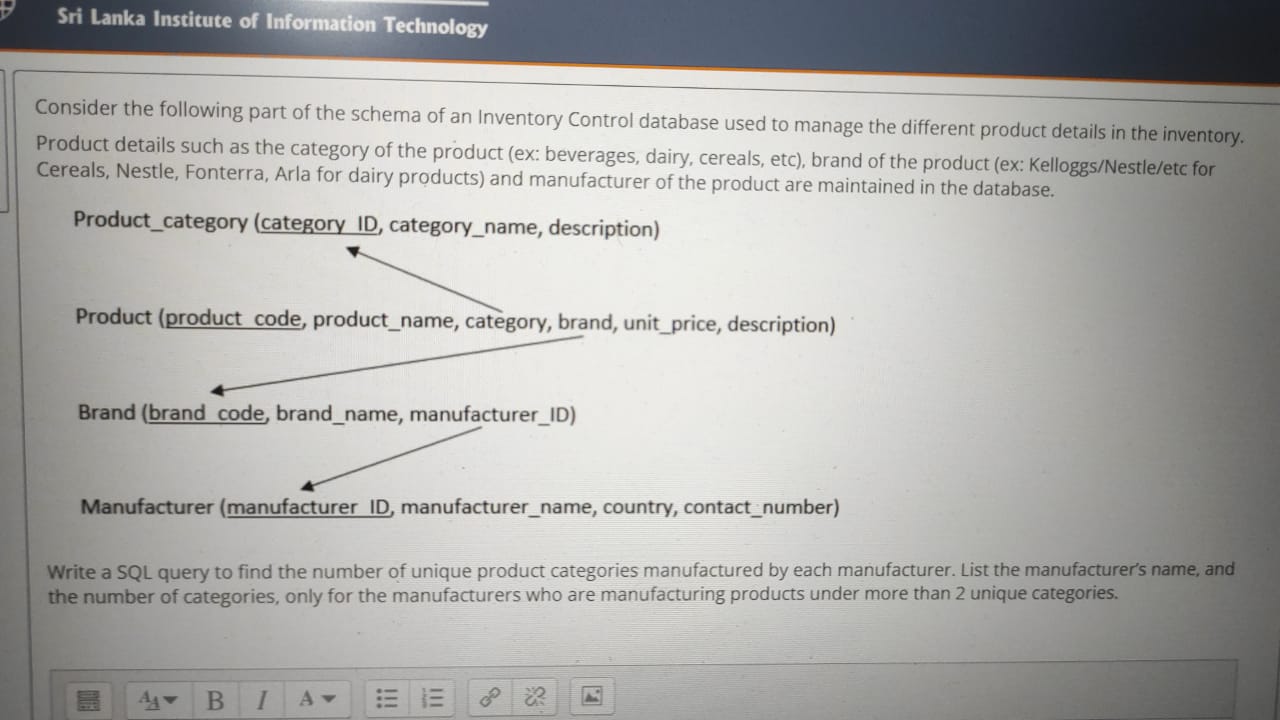 Sri Lanka Institute of Information Technology
Consider the following part of the schema of an Inventory Control database used to manage the different product details in the inventory.
Product details such as the category of the product (ex: beverages, dairy, cereals, etc), brand of the product (ex: Kelloggs/Nestle/etc for
Cereals, Nestle, Fonterra, Arla for dairy products) and manufacturer of the product are maintained in the database.
Product_category (category_ID, category_name, description)
Product (product_code, product_name, category, brand, unit_price, description)
Brand (brand_code, brand_name, manufacturer_ID)
Manufacturer (manufacturer_ID, manufacturer_name, country, contact_number)
Write a SQL query to find the number of unique product categories manufactured by each manufacturer. List the manufacturer's name, and
the number of categories, only for the manufacturers who are manufacturing products under more than 2 unique categories.
B I A